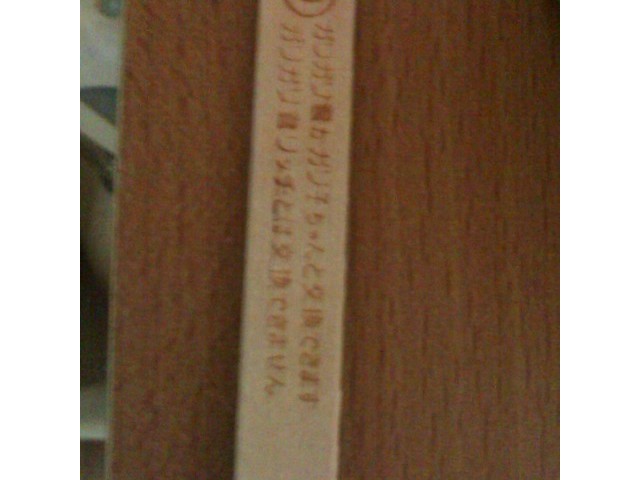 ガリガリ君かガリ子ちゃんと交換できます
ガリガリ君リッチとは交換できません。